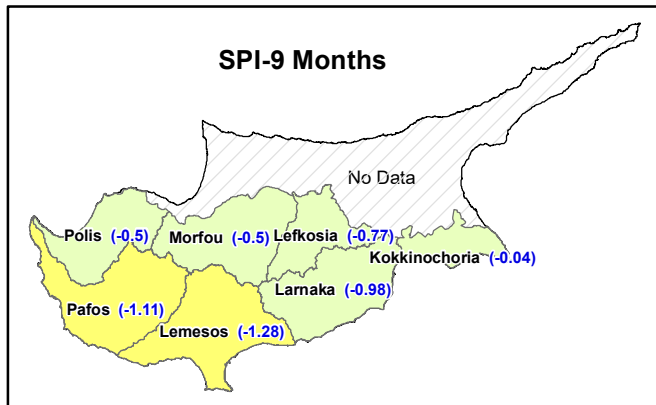 SPI-9 Months
No Data
Polis (-0.5)
Morfou (-0.5)
Lefkosia (-0.77)
Kokkinochoria (-0.04)
Larnaka (-0.98)
Pafos (-1.11)
Lemesos (-1.28)